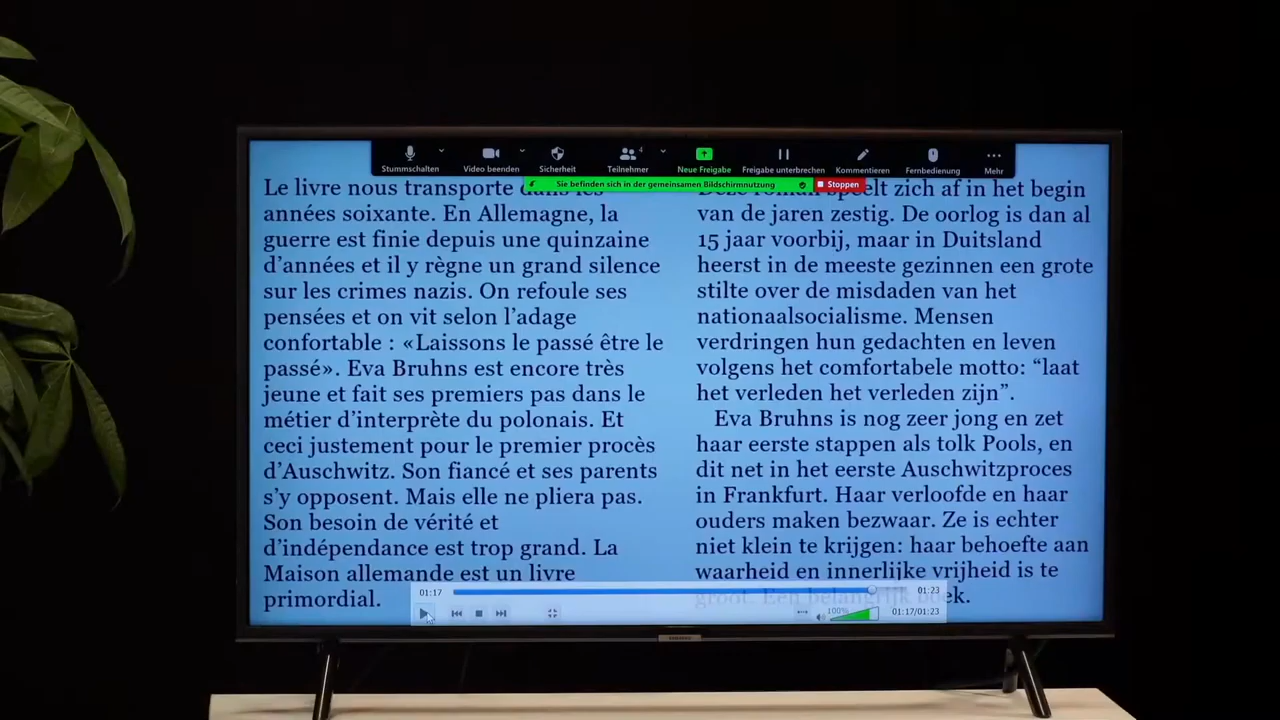 Stummschalten
Video beenden
Sicherheit
Teilnehmer
4
Neue Freigabe
Freigabe unterbrechen
Kommentieren
Fernbedienung
Mehr
Sie befinden sich in der gemeinsamen Bildschirmnutzung
Stoppen
Le livre nous transporte
années soixante. En Allemagne, la
guerre est finie depuis une quinzaine
d’années et il y règne un grand silence
sur les crimes nazis. On refoule ses
pensées et on vit selon l’adage
confortable : «Laissons le passé être le
passé». Eva Bruhns est encore très
jeune et fait ses premiers pas dans le
métier d’interprète du polonais. Et
ceci justement pour le premier procès
d’Auschwitz. Son fiancé et ses parents
s’y opposent. Mais elle ne pliera pas.
Son besoin de vérité et
d’indépendance est trop grand. La
Maison allemande est un livre
primordial.
zich af in het begin
van de jaren zestig. De oorlog is dan al
15 jaar voorbij, maar in Duitsland
heerst in de meeste gezinnen een grote
stilte over de misdaden van het
nationaalsocialisme. Mensen
verdringen hun gedachten en leven
volgens het comfortabele motto: “laat
het verleden het verleden zijn”.
Eva Bruhns is nog zeer jong en zet
haar eerste stappen als tolk Pools, en
dit net in het eerste Auschwitzproces
in Frankfurt. Haar verloofde en haar
ouders maken bezwaar. Ze is echter
niet klein te krijgen: haar behoefte aan
waarheid en innerlijke vrijheid is te
groot. Een belangrijk boek.
01:17
01:23
100%
01:17/01:23
SAMSUNG